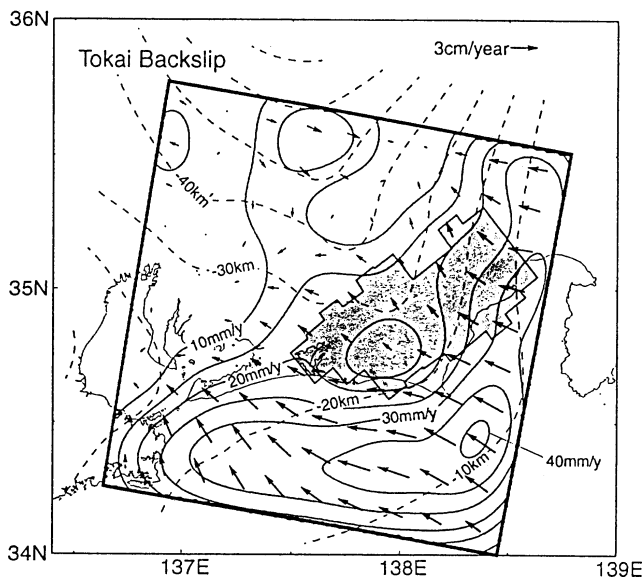 36N
Tokai Backslip
3cm/year
-40km
-30km
35N
10mm/y
20mm/y
-20km
30mm/y
-10km
40mm/y
34N
137E
138E
139E